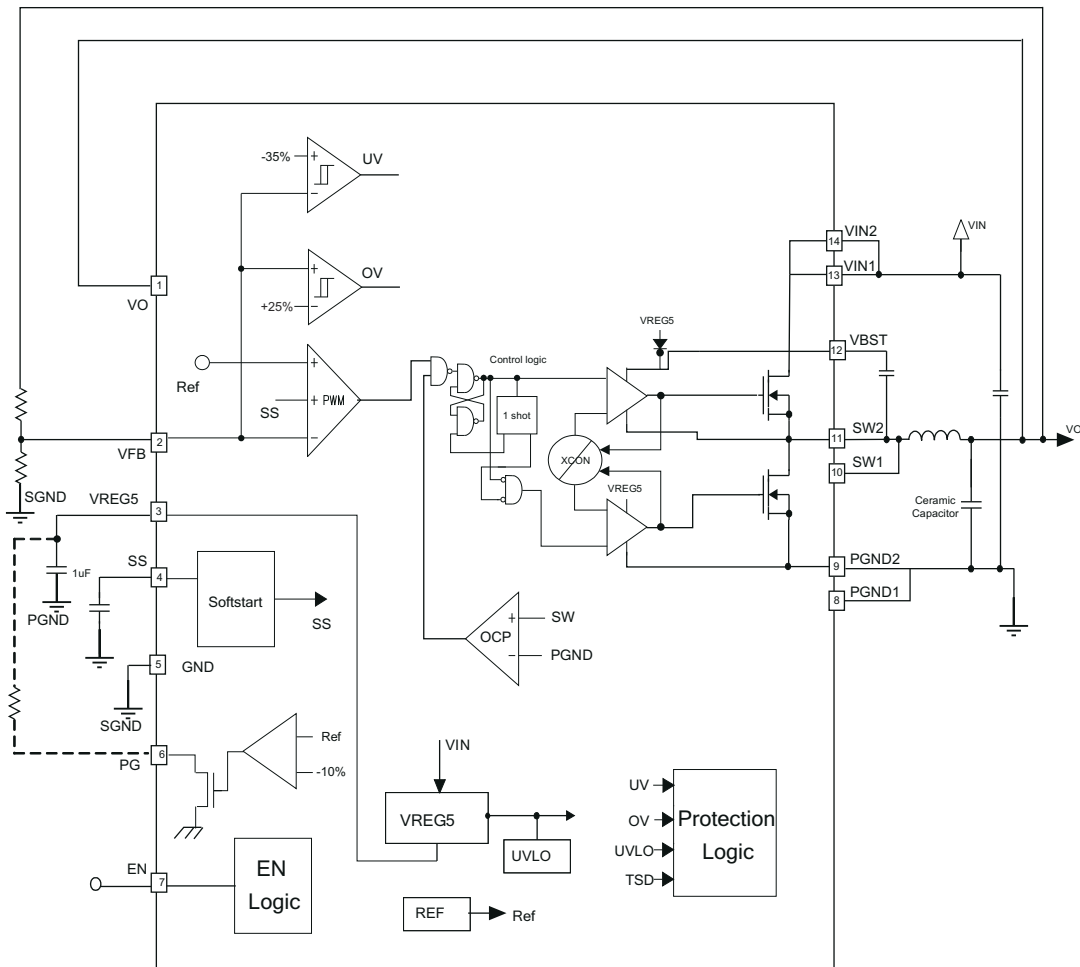 -35%
+
−
UV
+
+25%
−
OV
1
VO
Ref
SS
+
+
−
PWM
2
VFB
SGND
VREG5
3
1uF
PGND
SS
4
Softstart
SS
5
GND
SGND
6
PG
Ref
-10%
EN
7
EN
Logic
Control logic
1 shot
VREG5
XCON
VREG5
OCP
+
−
SW
PGND
VIN
VREG5
UVLO
REF
Ref
UV
OV
UVLO
TSD
Protection
Logic
14
VIN2
13
VIN1
VIN
12
VBST
11
SW2
10
SW1
VO
Ceramic
Capacitor
9
PGND2
8
PGND1